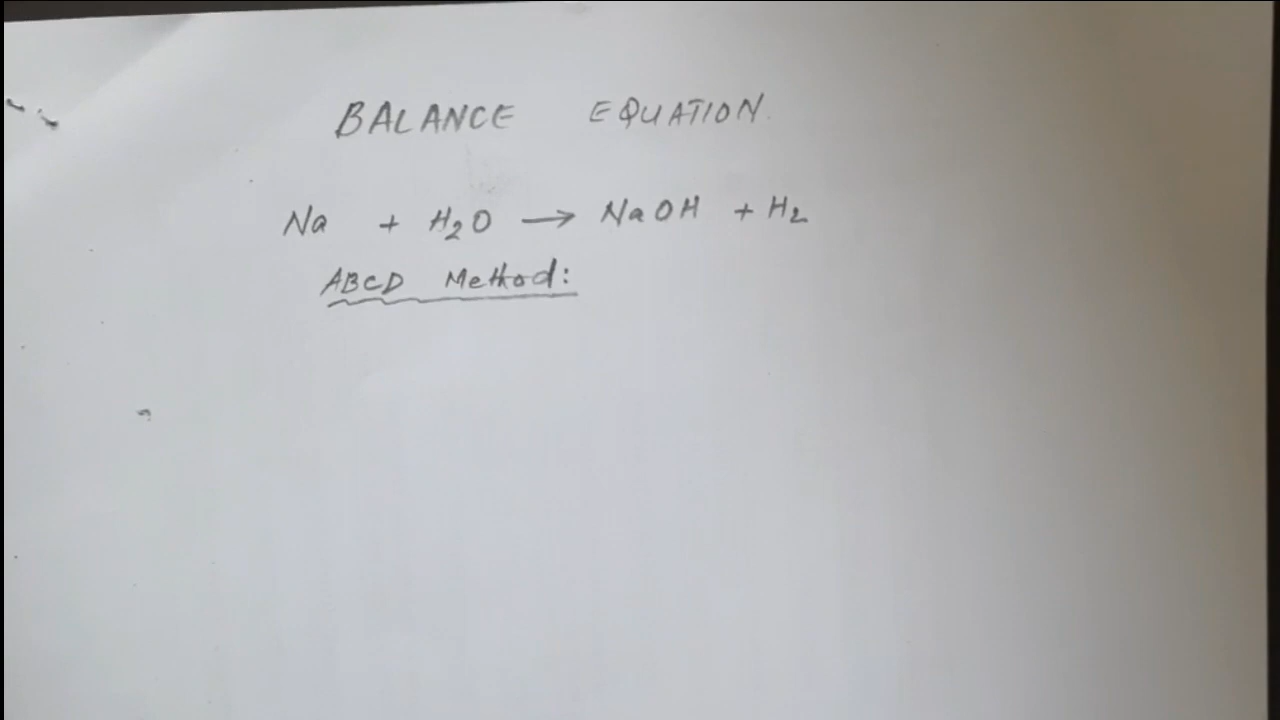 BALANCE EQUATION.
Na + H2O → NaOH + H2
ABCD Method: